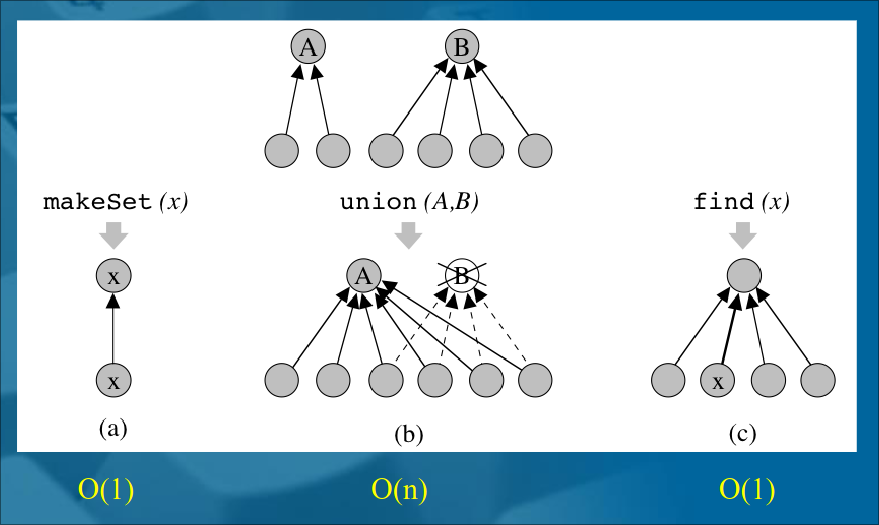 A B
makeSet (x) union (A,B) find (x)
x A B
x x
(a) (b) (c)
O(1) O(n) O(1)